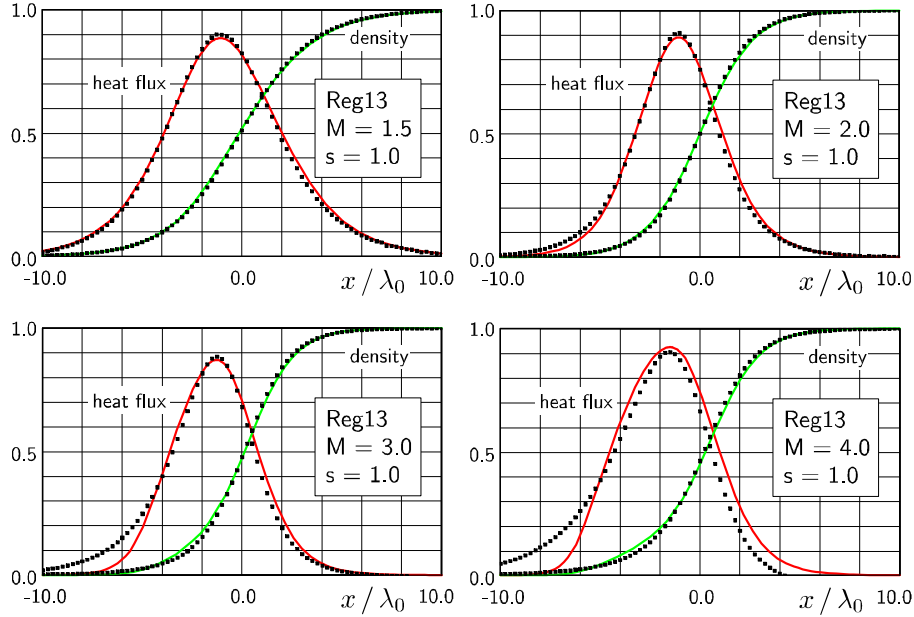 1.0
density
heat flux
Reg13
M = 1.5
s = 1.0
0.5
0.0
-10.0 0.0 x / λ0 10.0
1.0
density
heat flux
Reg13
M = 2.0
s = 1.0
0.5
0.0
-10.0 0.0 x / λ0 10.0
1.0
density
heat flux
Reg13
M = 3.0
s = 1.0
0.5
0.0
-10.0 0.0 x / λ0 10.0
1.0
density
heat flux
Reg13
M = 4.0
s = 1.0
0.5
0.0
-10.0 0.0 x / λ0 10.0